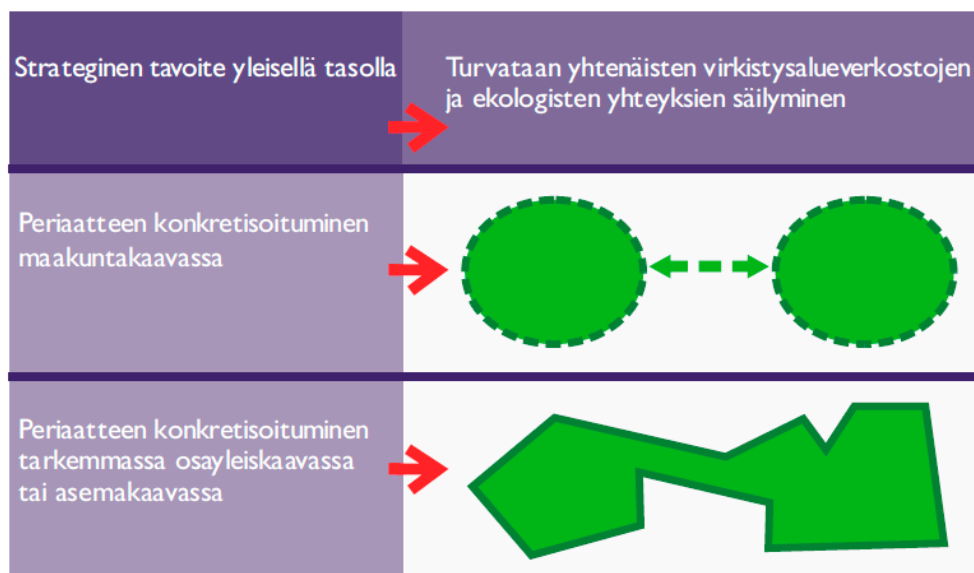 Strateginen tavoite yleisellä tasolla
Turvataan yhtenäisten virkistysalueverkostojen
ja ekologisten yhteyksien säilyminen
Periaatteen konkretisoituminen
maakuntakaavassa
Periaatteen konkretisoituminen
tarkemmassa osayleiskaavassa
tai asemakaavassa